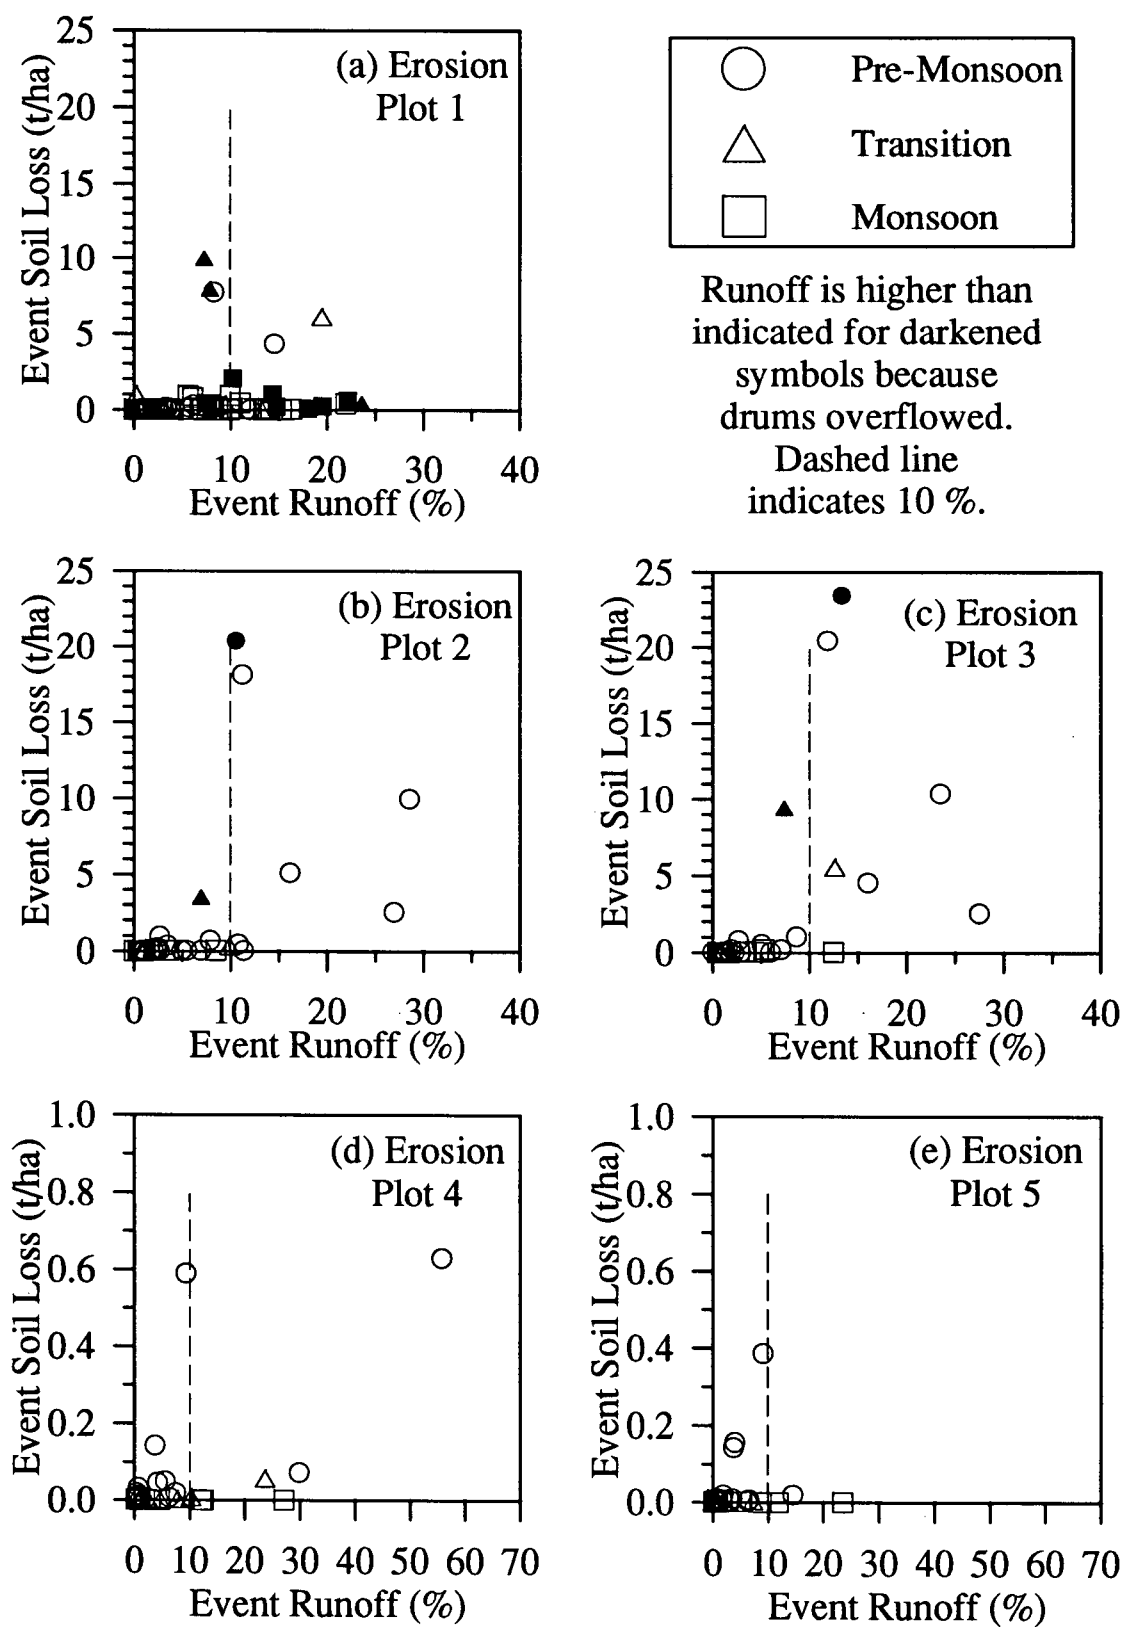 (a) Erosion
Plot 1
Event Soil Loss (t/ha)
25
20
15
10
5
0
0 10 20 30 40
Event Runoff (%)
Pre-Monsoon
Transition
Monsoon
Runoff is higher than
indicated for darkened
symbols because
drums overflowed.
Dashed line
indicates 10 %.
(b) Erosion
Plot 2
Event Soil Loss (t/ha)
25
20
15
10
5
0
0 10 20 30 40
Event Runoff (%)
(c) Erosion
Plot 3
Event Soil Loss (t/ha)
25
20
15
10
5
0
0 10 20 30 40
Event Runoff (%)
(d) Erosion
Plot 4
Event Soil Loss (t/ha)
1.0
0.8
0.6
0.4
0.2
0.0
0 10 20 30 40 50 60 70
Event Runoff (%)
(e) Erosion
Plot 5
Event Soil Loss (t/ha)
1.0
0.8
0.6
0.4
0.2
0.0
0 10 20 30 40 50 60 70
Event Runoff (%)